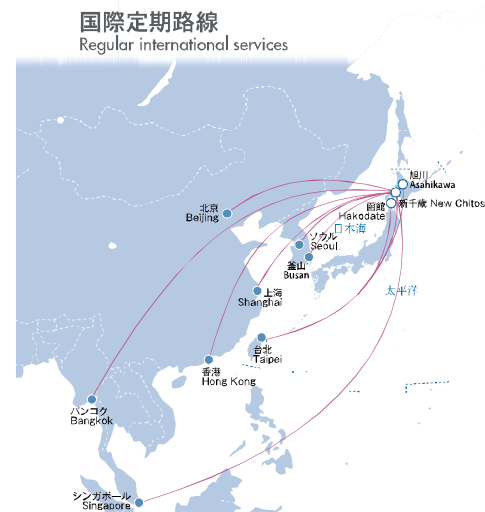 国際定期路線
Regular international services
旭川
Asahikawa
北京
Beijing
函館
Hakodate
新千歳 New Chitos
日本海
ソウル
Seoul
釜山
Busan
上海
Shanghai
太平洋
台北
Taipei
香港
Hong Kong
バンコク
Bangkok
シンガポール
Singapore